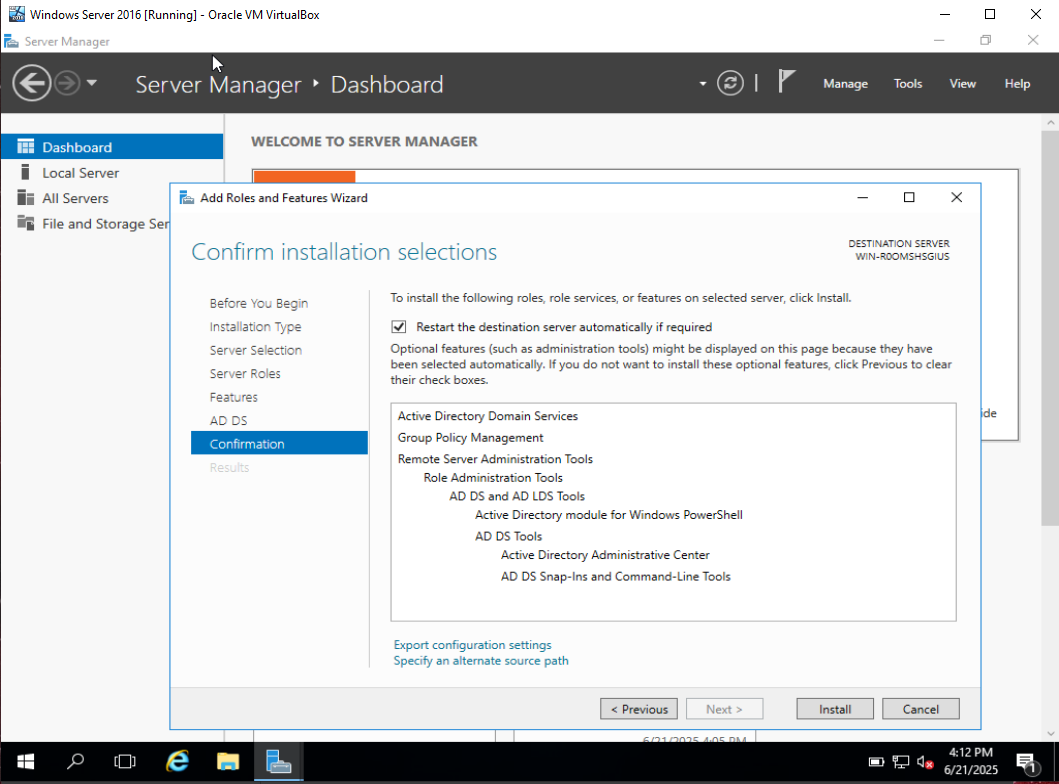 Windows Server 2016 [Running] - Oracle VM VirtualBox
Server Manager
Server Manager ‣ Dashboard
Manage
Tools
View
Help
Dashboard
Local Server
All Servers
File and Storage Ser
WELCOME TO SERVER MANAGER
Add Roles and Features Wizard
Confirm installation selections
DESTINATION SERVER
WIN-R0OMSHSGIUS
Before You Begin
Installation Type
Server Selection
Server Roles
Features
AD DS
Confirmation
Results
To install the following roles, role services, or features on selected server, click Install.
Restart the destination server automatically if required
Optional features (such as administration tools) might be displayed on this page because they have
been selected automatically. If you do not want to install these optional features, click Previous to clear
their check boxes.
Active Directory Domain Services
Group Policy Management
Remote Server Administration Tools
Role Administration Tools
AD DS and AD LDS Tools
Active Directory module for Windows PowerShell
AD DS Tools
Active Directory Administrative Center
AD DS Snap-Ins and Command-Line Tools
ide
Export configuration settings
Specify an alternate source path
< Previous
Next >
Install
Cancel
6/21/2025 4:05 PM
4:12 PM
6/21/2025
1